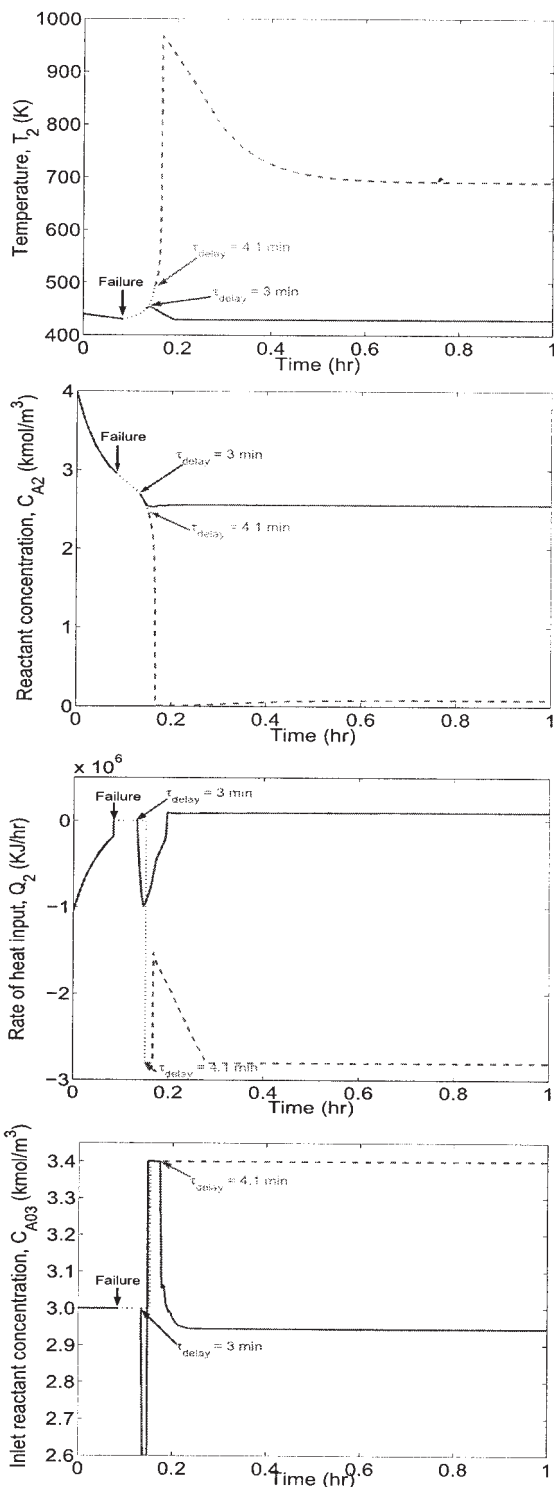 Temperature, T2 (K)
1000
900
800
700
600
500
400
Failure
τdelay = 4.1 min
τdelay = 3 min
0
0.2
0.4
0.6
0.8
1
Time (hr)
Reactant concentration, CA2 (kmol/m3)
4
3
2
1
0
Failure
τdelay = 3 min
τdelay = 4.1 min
0
0.2
0.4
0.6
0.8
1
Time (hr)
Rate of heat input, Q2 (KJ/hr)
× 10^6
0
−1
−2
−3
Failure
τdelay = 3 min
τdelay = 4.1 min
0
0.2
0.4
0.6
0.8
1
Time (hr)
Inlet reactant concentration, CA03 (kmol/m3)
3.4
3.3
3.2
3.1
3.0
2.9
2.8
2.7
2.6
τdelay = 4.1 min
Failure
τdelay = 3 min
0
0.2
0.4
0.6
0.8
1
Time (hr)